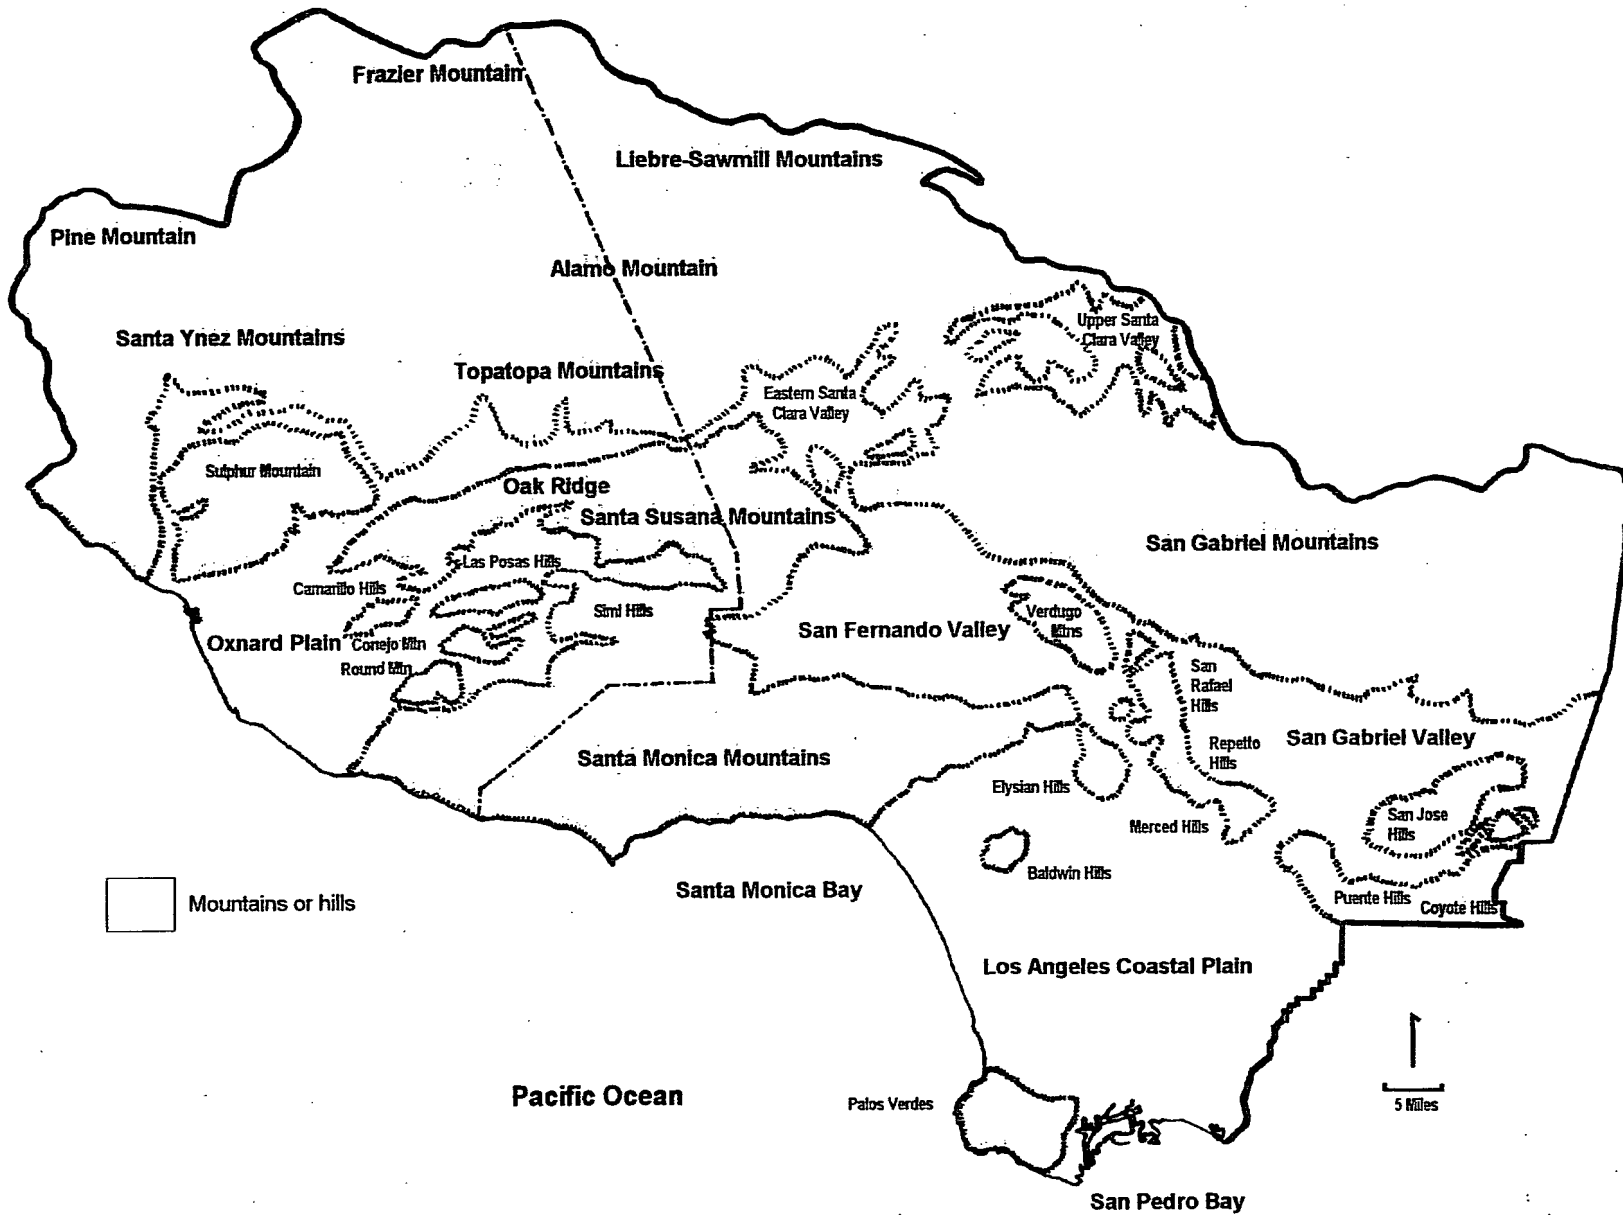 Frazier Mountain
Liebre-Sawmill Mountains
Pine Mountain
Alamo Mountain
Santa Ynez Mountains
Upper Santa
Clara Valley
Topatopa Mountains
Eastern Santa
Clara Valley
Sulphur Mountain
Oak Ridge
Santa Susana Mountains
San Gabriel Mountains
Las Posas Hills
Camarillo Hills
Simi Hills
Verdugo
Mtns
San Fernando Valley
Oxnard Plain
Conejo Mtn
Round Mtn
San
Rafael
Hills
Repetto
Hills
San Gabriel Valley
Santa Monica Mountains
Elysian Hills
Merced Hills
San Jose
Hills
Baldwin Hills
Santa Monica Bay
Puente Hills
Coyote Hills
Mountains or hills
Los Angeles Coastal Plain
Pacific Ocean
Palos Verdes
5 Miles
San Pedro Bay